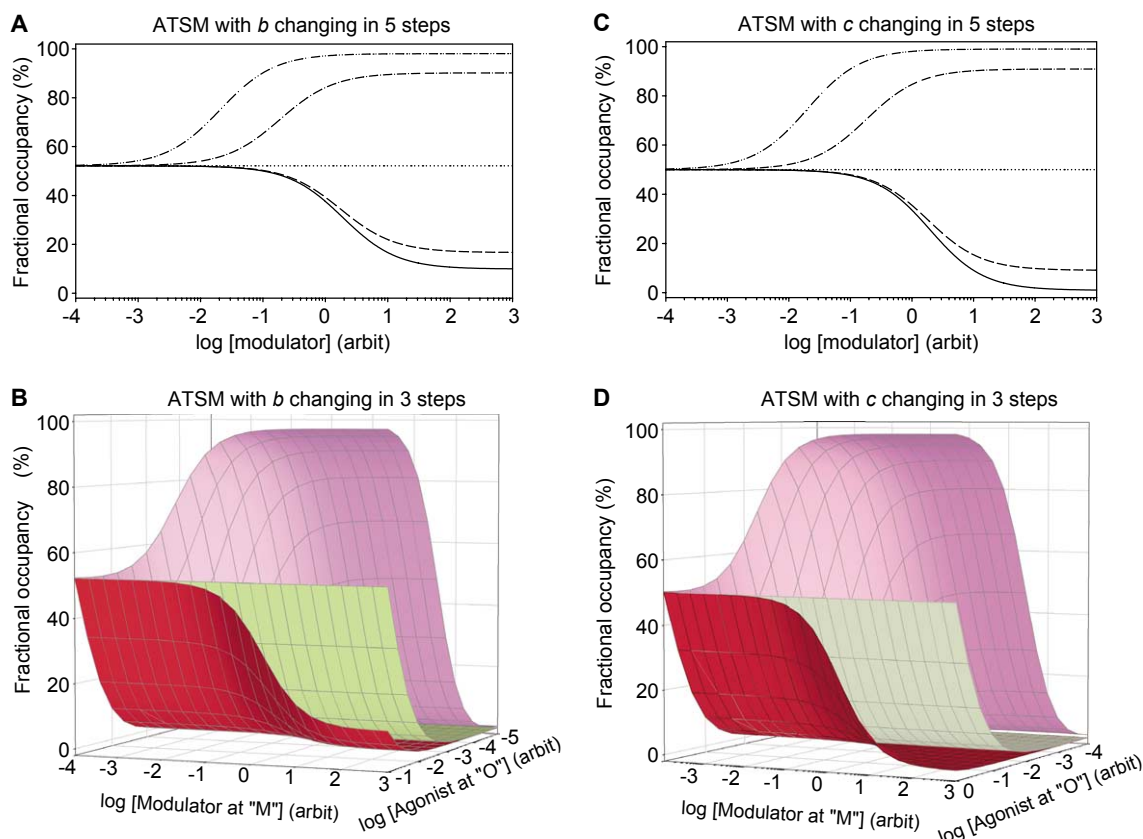 A
ATSM with b changing in 5 steps
Fractional occupancy (%)
100
80
60
40
20
0
-4 -3 -2 -1 0 1 2 3
log [modulator] (arbit)
C
ATSM with c changing in 5 steps
Fractional occupancy (%)
100
80
60
40
20
0
-4 -3 -2 -1 0 1 2 3
log [modulator] (arbit)
B
ATSM with b changing in 3 steps
Fractional occupancy (%)
100
80
60
40
20
0
-4 -3 -2 -1 0 1 2 3
log [Modulator at "M"] (arbit)
-1 -2 -3 -4 -5
log [Agonist at "O"] (arbit)
D
ATSM with c changing in 3 steps
Fractional occupancy (%)
100
80
60
40
20
0
-3 -2 -1 0 1 2 3
log [Modulator at "M"] (arbit)
0 -1 -2 -3 -4
log [Agonist at "O"] (arbit)